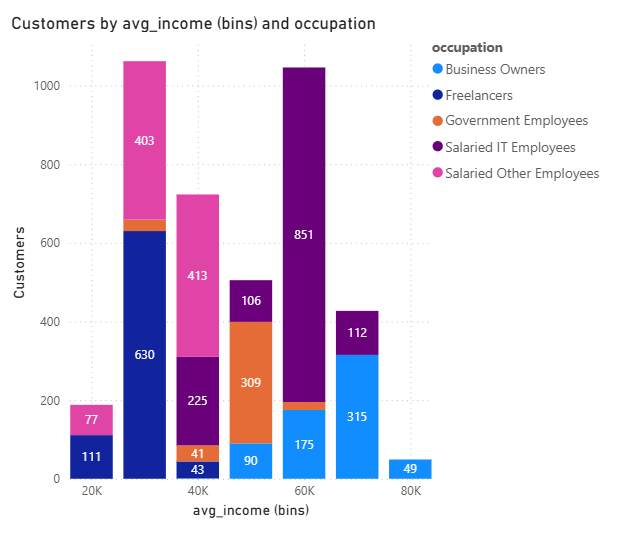 Customers by avg_income (bins) and occupation
occupation
Business Owners
Freelancers
Government Employees
Salaried IT Employees
Salaried Other Employees
Customers
1000
800
600
400
200
0
77
111
403
630
413
225
41
43
106
309
90
851
175
112
315
49
20K 40K 60K 80K
avg_income (bins)